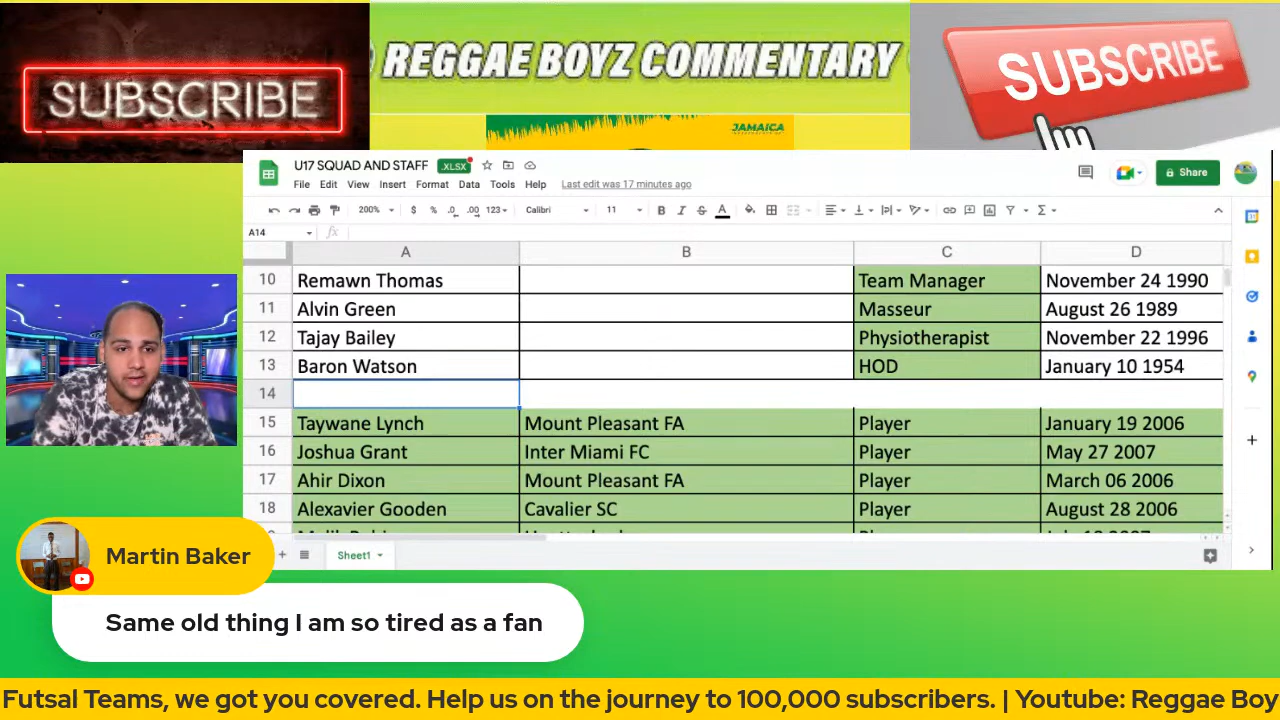 SUBSCRIBE
REGGAE BOYZ COMMENTARY
SUBSCRIBE
JAMAICA
U17 SQUAD AND STAFF .XLSX
File Edit View Insert Format Data Tools Help Last edit was 17 minutes ago
Share
200% $ % .0 .00 123 Calibri 11 B I S A
A14 fx
A B C D
10 Remawn Thomas Team Manager November 24 1990
11 Alvin Green Masseur August 26 1989
12 Tajay Bailey Physiotherapist November 22 1996
13 Baron Watson HOD January 10 1954
14
15 Taywane Lynch Mount Pleasant FA Player January 19 2006
16 Joshua Grant Inter Miami FC Player May 27 2007
17 Ahir Dixon Mount Pleasant FA Player March 06 2006
18 Alexavier Gooden Cavalier SC Player August 28 2006
Sheet1
Martin Baker
Same old thing I am so tired as a fan
Futsal Teams, we got you covered. Help us on the journey to 100,000 subscribers. | Youtube: Reggae Boy